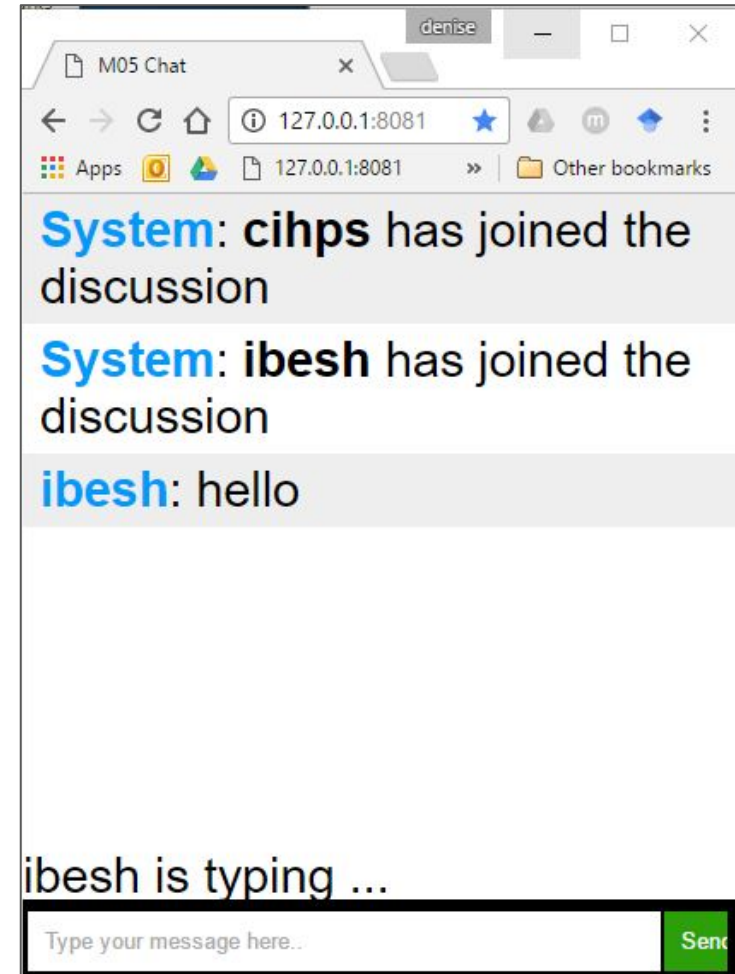 denise
M05 Chat
127.0.0.1:8081
Apps 127.0.0.1:8081 » Other bookmarks
System: cihps has joined the
discussion
System: ibesh has joined the
discussion
ibesh: hello
ibesh is typing ...
Type your message here.. Send